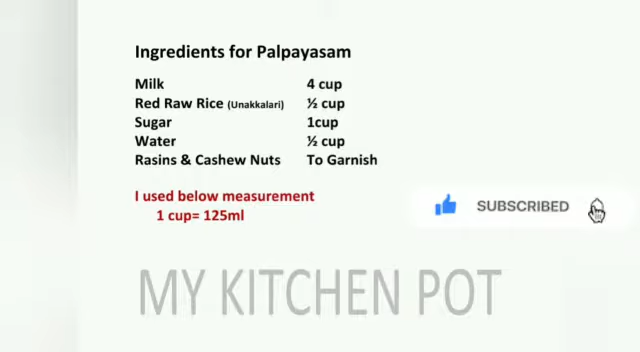 Ingredients for Palpayasam
Milk 4 cup
Red Raw Rice (Unakkalari) ½ cup
Sugar 1cup
Water ½ cup
Rasins & Cashew Nuts To Garnish
I used below measurement
1 cup= 125ml
SUBSCRIBED
MY KITCHEN POT